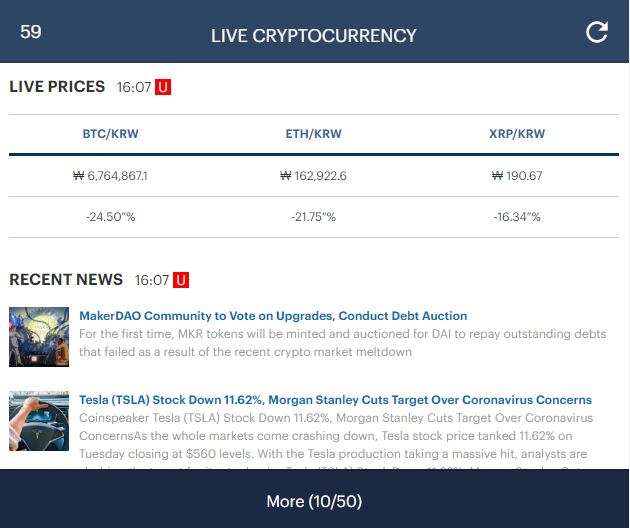 59 LIVE CRYPTOCURRENCY
LIVE PRICES 16:07 U
BTC/KRW ETH/KRW XRP/KRW
₩ 6,764,867.1 ₩ 162,922.6 ₩ 190.67
-24.50"% -21.75"% -16.34"%
RECENT NEWS 16:07 U
MakerDAO Community to Vote on Upgrades, Conduct Debt Auction
For the first time, MKR tokens will be minted and auctioned for DAI to repay outstanding debts
that failed as a result of the recent crypto market meltdown
Tesla (TSLA) Stock Down 11.62%, Morgan Stanley Cuts Target Over Coronavirus Concerns
Coinspeaker Tesla (TSLA) Stock Down 11.62%, Morgan Stanley Cuts Target Over Coronavirus
ConcernsAs the whole markets come crashing down, Tesla stock price tanked 11.62% on
Tuesday closing at $560 levels. With the Tesla production taking a massive hit, analysts are
More (10/50)